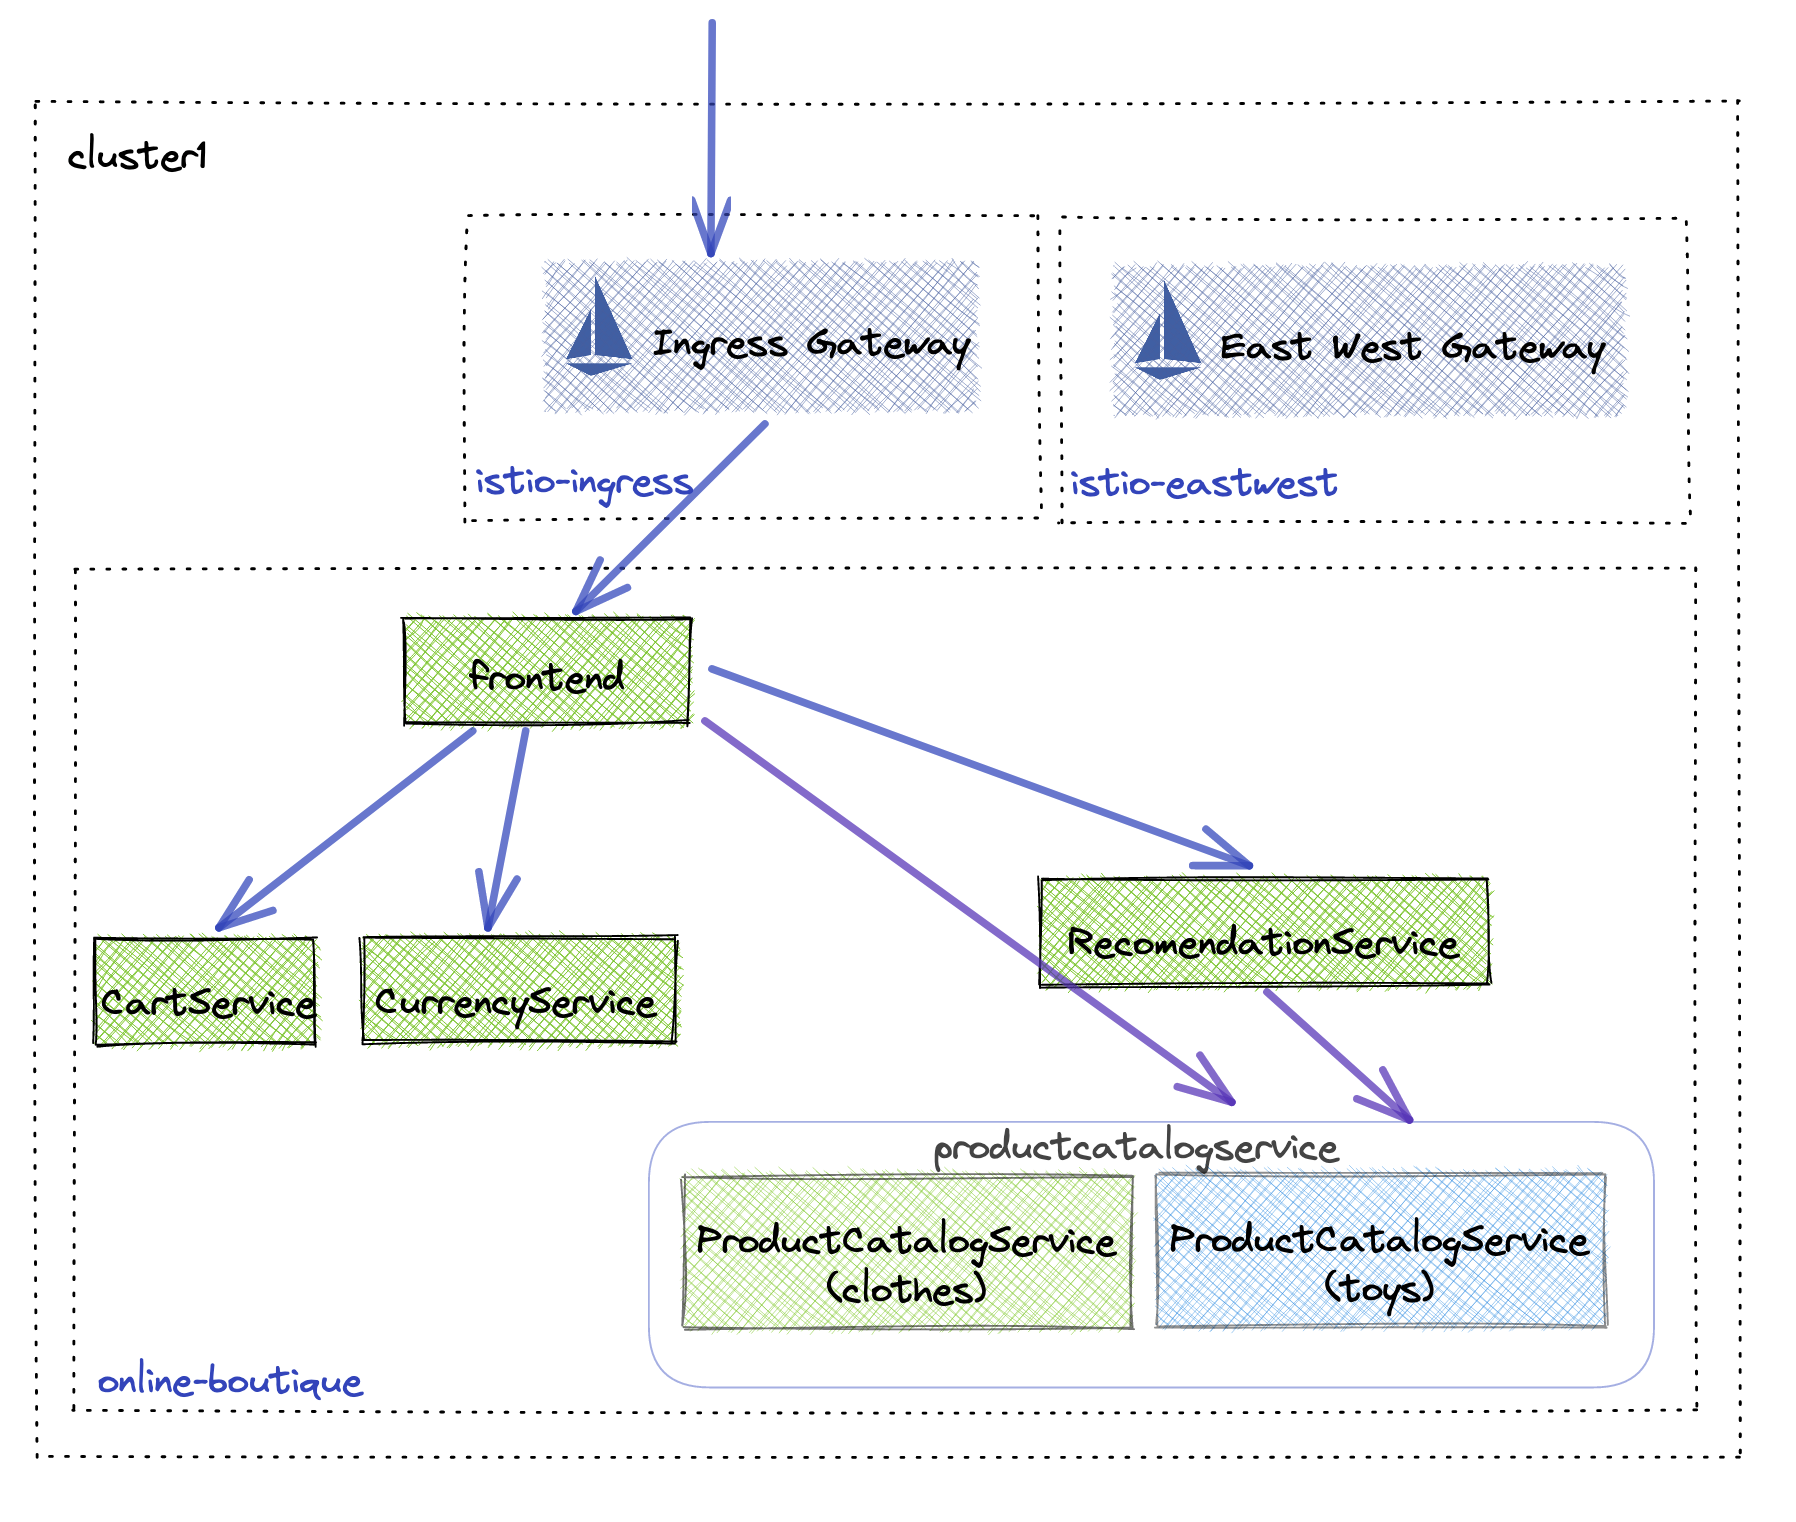 cluster1
Ingress Gateway
East West Gateway
istio-ingress
istio-eastwest
frontend
RecomendationService
CartService
CurrencyService
productcatalogservice
ProductCatalogService
(clothes)
ProductCatalogService
(toys)
online-boutique